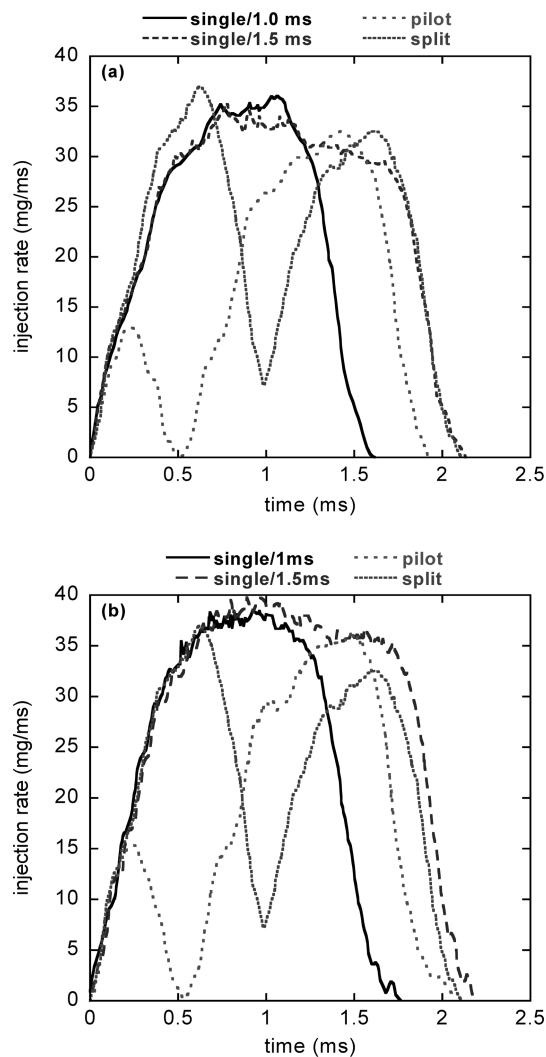 single/1.0 ms pilot
single/1.5 ms split
40
(a)
35
30
25
20
15
10
5
0
injection rate (mg/ms)
0 0.5 1 1.5 2 2.5
time (ms)
single/1ms pilot
single/1.5ms split
40
(b)
35
30
25
20
15
10
5
0
injection rate (mg/ms)
0 0.5 1 1.5 2 2.5
time (ms)